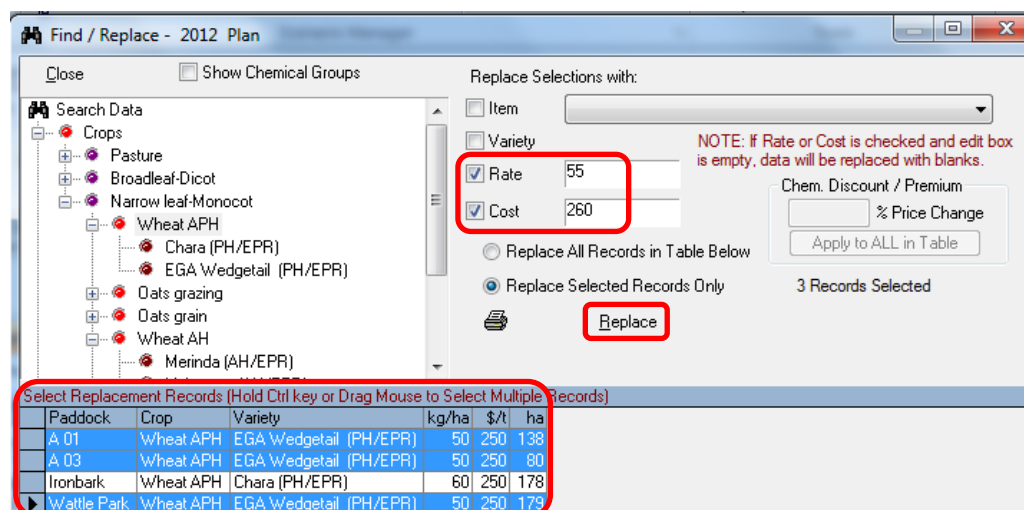 Find / Replace - 2012 Plan
Close
Show Chemical Groups
Search Data
Crops
Pasture
Broadleaf-Dicot
Narrow leaf-Monocot
Wheat APH
Chara (PH/EPR)
EGA Wedgetail (PH/EPR)
Oats grazing
Oats grain
Wheat AH
Merinda (AH/EPR)
Replace Selections with:
Item
Variety
Rate 55
Cost 260
NOTE: If Rate or Cost is checked and edit box
is empty, data will be replaced with blanks.
Chem. Discount / Premium
% Price Change
Apply to ALL in Table
Replace All Records in Table Below
Replace Selected Records Only
3 Records Selected
Replace
Select Replacement Records (Hold Ctrl key or Drag Mouse to Select Multiple Records)
Paddock Crop Variety kg/ha $/t ha
A 01 Wheat APH EGA Wedgetail (PH/EPR) 50 250 138
A 03 Wheat APH EGA Wedgetail (PH/EPR) 50 250 80
Ironbark Wheat APH Chara (PH/EPR) 60 250 178
Wattle Park Wheat APH EGA Wedgetail (PH/EPR) 50 250 179